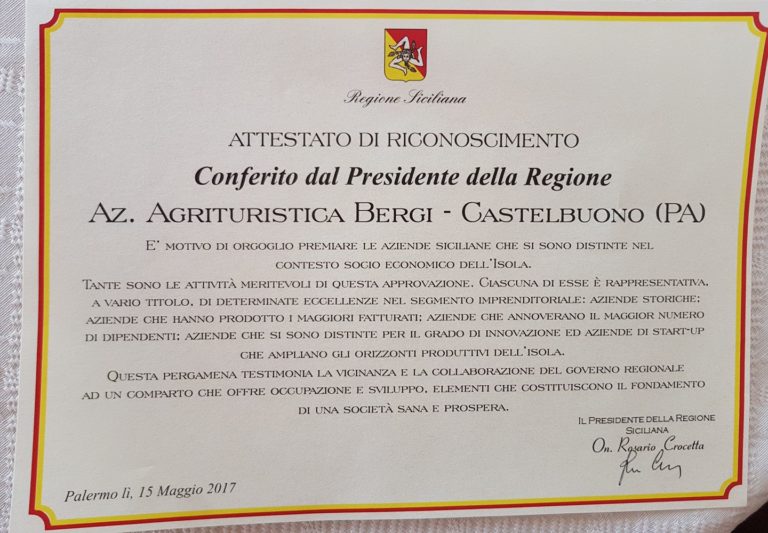 Regione Siciliana
ATTESTATO DI RICONOSCIMENTO
Conferito dal Presidente della Regione
AZ. AGRITURISTICA BERGI - CASTELBUONO (PA)
E' MOTIVO DI ORGOGLIO PREMIARE LE AZIENDE SICILIANE CHE SI SONO DISTINTE NEL
CONTESTO SOCIO ECONOMICO DELL'ISOLA.
TANTE SONO LE ATTIVITÀ MERITEVOLI DI QUESTA APPROVAZIONE. CIASCUNA DI ESSE È RAPPRESENTATIVA,
A VARIO TITOLO, DI DETERMINATE ECCELLENZE NEL SEGMENTO IMPRENDITORIALE: AZIENDE STORICHE;
AZIENDE CHE HANNO PRODOTTO I MAGGIORI FATTURATI; AZIENDE CHE ANNOVERANO IL MAGGIOR NUMERO
DI DIPENDENTI; AZIENDE CHE SI SONO DISTINTE PER IL GRADO DI INNOVAZIONE ED AZIENDE DI START-UP
CHE AMPLIANO GLI ORIZZONTI PRODUTTIVI DELL'ISOLA.
QUESTA PERGAMENA TESTIMONIA LA VICINANZA E LA COLLABORAZIONE DEL GOVERNO REGIONALE
AD UN COMPARTO CHE OFFRE OCCUPAZIONE E SVILUPPO, ELEMENTI CHE COSTITUISCONO IL FONDAMENTO
DI UNA SOCIETÀ SANA E PROSPERA.
IL PRESIDENTE DELLA REGIONE
SICILIANA
On. Rosario Crocetta
Palermo lì, 15 Maggio 2017